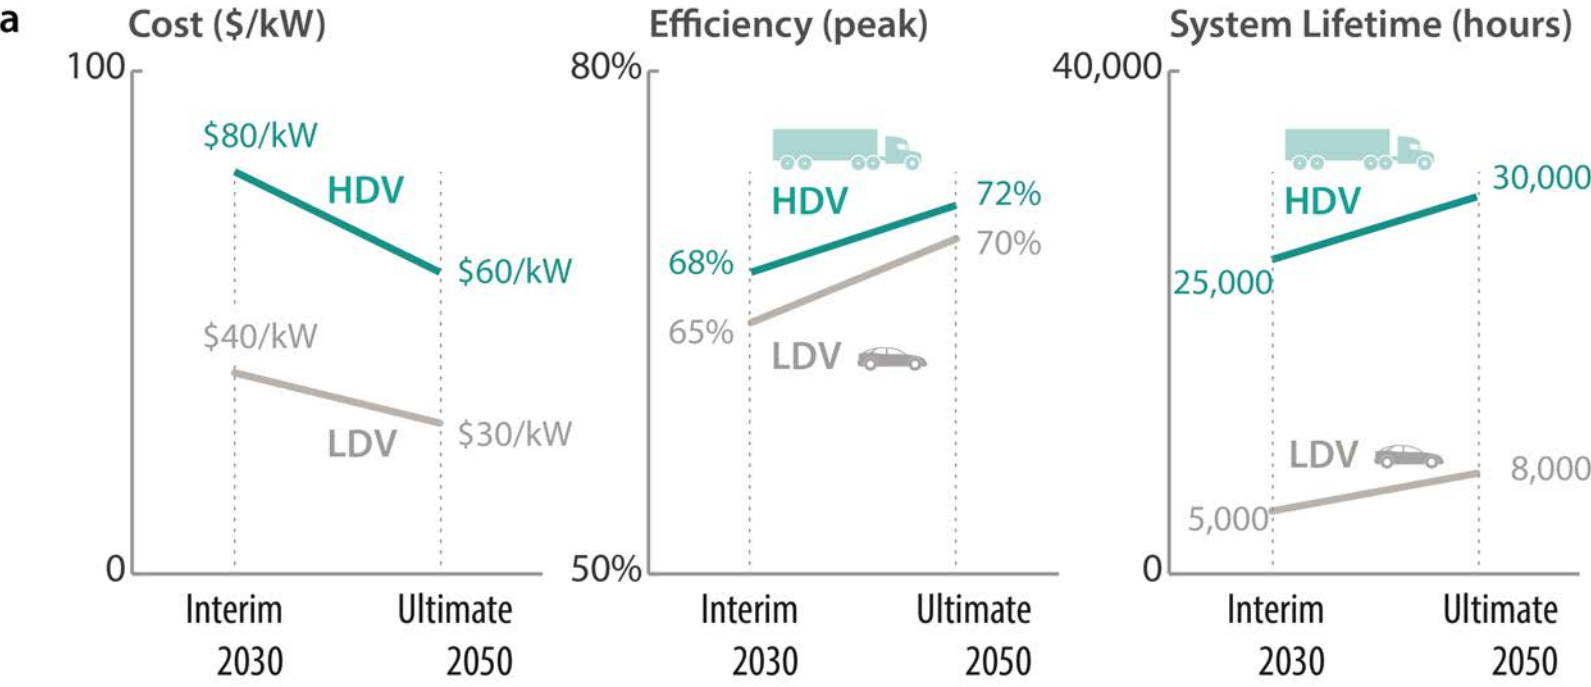 a
Cost ($/kW)
100
$80/kW
HDV
$60/kW
$40/kW
$30/kW
LDV
0
Interim
2030
Ultimate
2050
Efficiency (peak)
80%
HDV
72%
68%
70%
65%
LDV
50%
Interim
2030
Ultimate
2050
System Lifetime (hours)
40,000
30,000
HDV
25,000
LDV
8,000
5,000
0
Interim
2030
Ultimate
2050